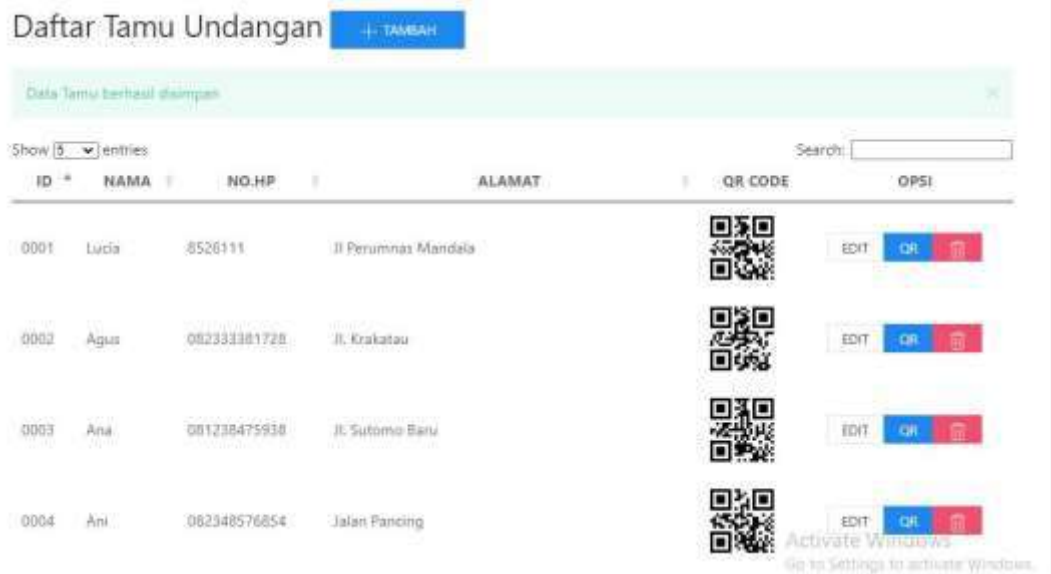 Daftar Tamu Undangan + TAMBAH
Data Tamu berhasil disimpan ×
Show 5 entries Search:
ID NAMA NO.HP ALAMAT QR CODE OPSI
0001 Lucia 8526111 Jl Perumnas Mandala EDIT QR
0002 Agus 082333381728 Jl. Krakatau EDIT QR
0003 Ana 081238475938 Jl. Sutomo Baru EDIT QR
0004 Ani 082348576854 Jalan Pancing EDIT QR
Activate Windows
Go to Settings to activate Windows.